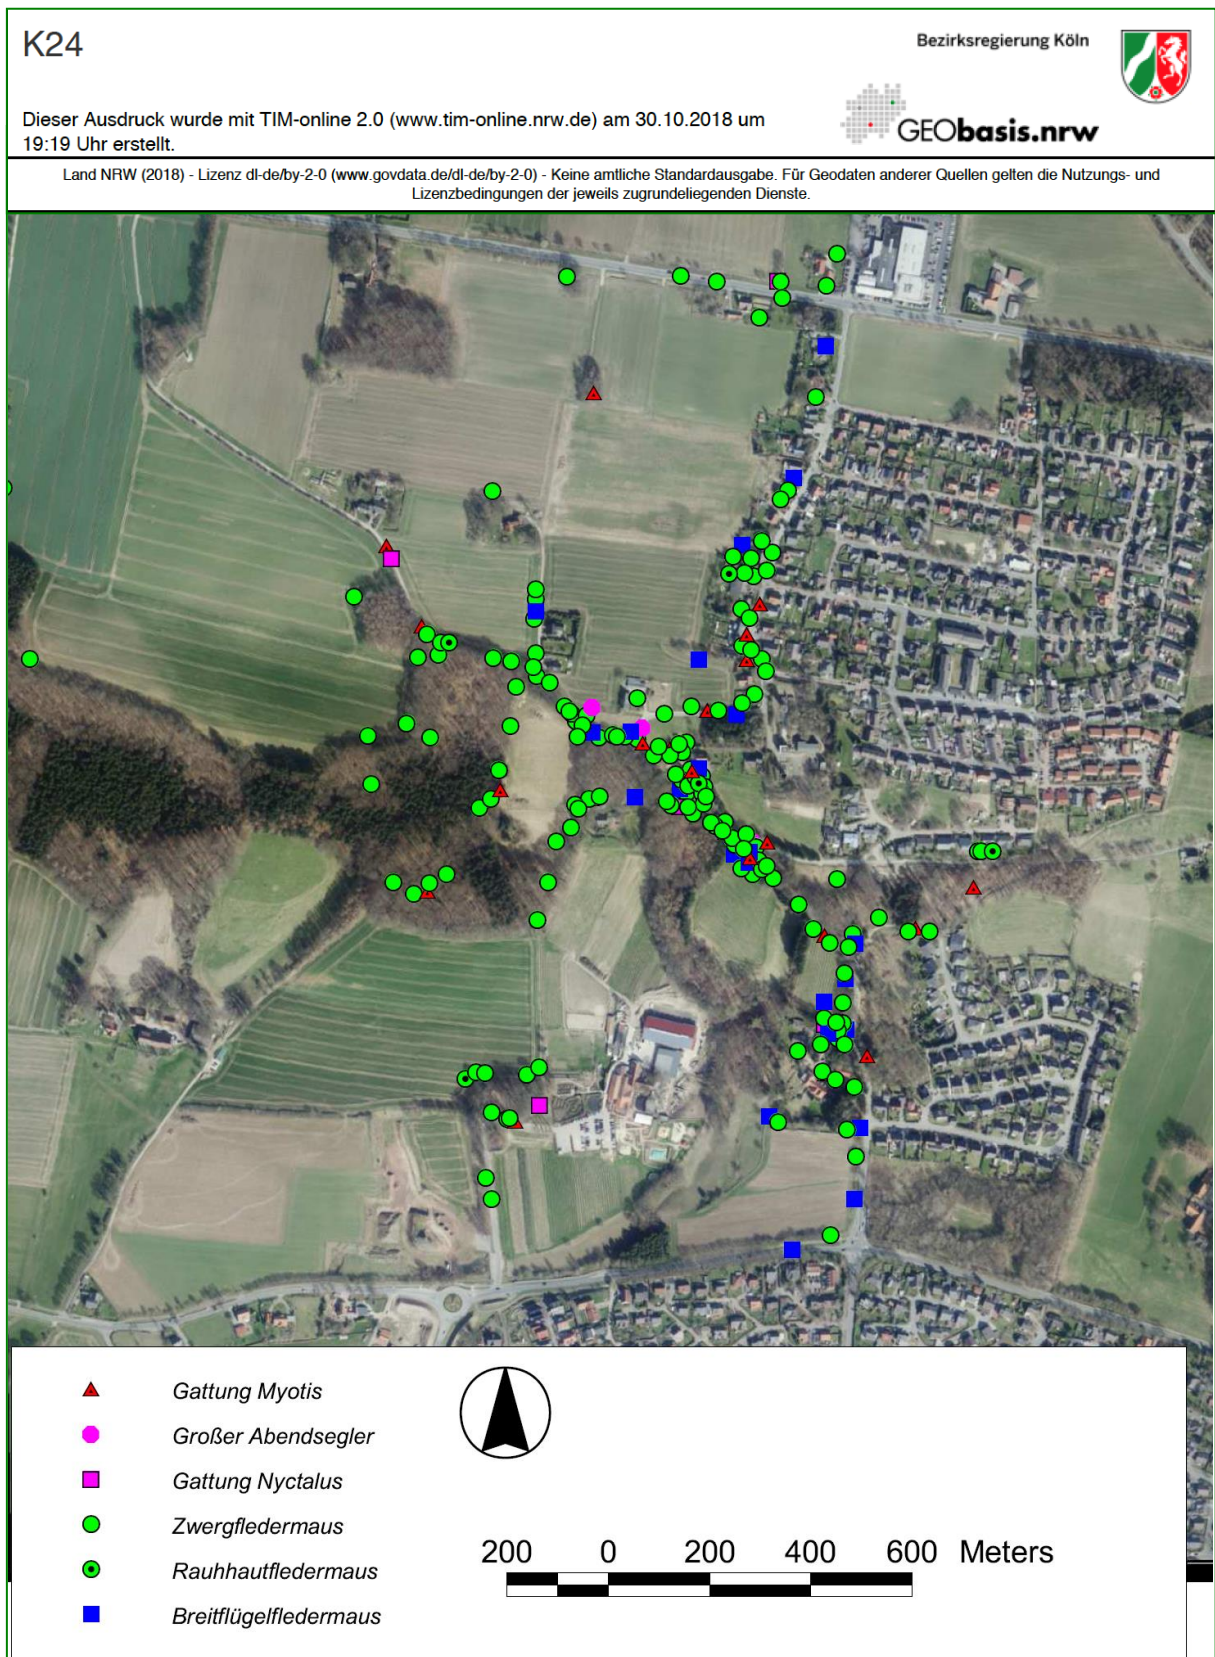 K24
Bezirksregierung Köln
Dieser Ausdruck wurde mit TIM-online 2.0 (www.tim-online.nrw.de) am 30.10.2018 um
19:19 Uhr erstellt.
GEObasis.nrw
Land NRW (2018) - Lizenz dl-de/by-2-0 (www.govdata.de/dl-de/by-2-0) - Keine amtliche Standardausgabe. Für Geodaten anderer Quellen gelten die Nutzungs- und
Lizenzbedingungen der jeweils zugrundeliegenden Dienste.
Gattung Myotis
Großer Abendsegler
Gattung Nyctalus
Zwergfledermaus
Rauhhautfledermaus
Breitflügelfledermaus
200 0 200 400 600 Meters